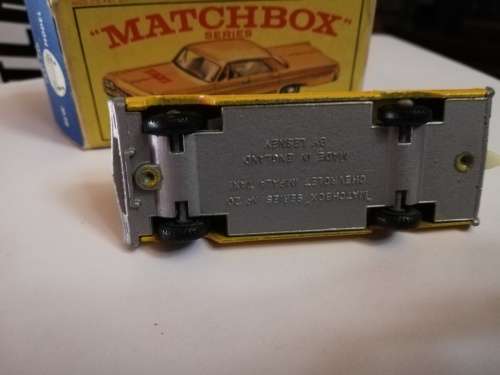 "MATCHBOX"
SERIES
"MATCHBOX" SERIES Nº 20
CHEVROLET IMPALA TAXI
MADE IN ENGLAND
BY LESNEY